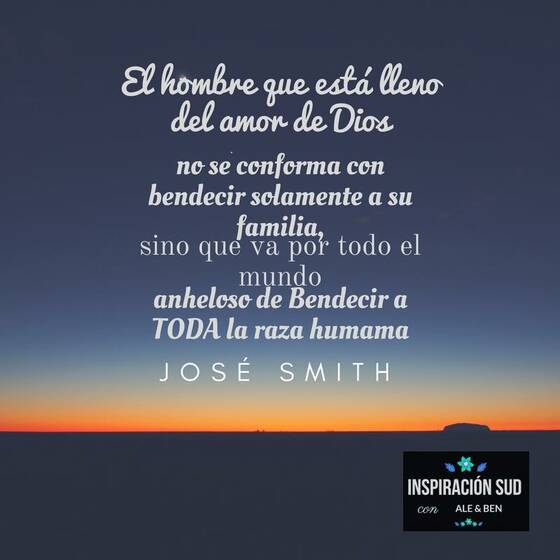 El hombre que está lleno
del amor de Dios
no se conforma con
bendecir solamente a su
familia,
sino que va por todo el
mundo
anheloso de Bendecir a
TODA la raza humama
JOSÉ SMITH
INSPIRACIÓN SUD
con ALE & BEN